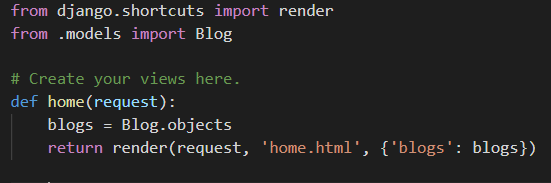 from django.shortcuts import render
from .models import Blog
# Create your views here.
def home(request):
    blogs = Blog.objects
    return render(request, 'home.html', {'blogs': blogs})